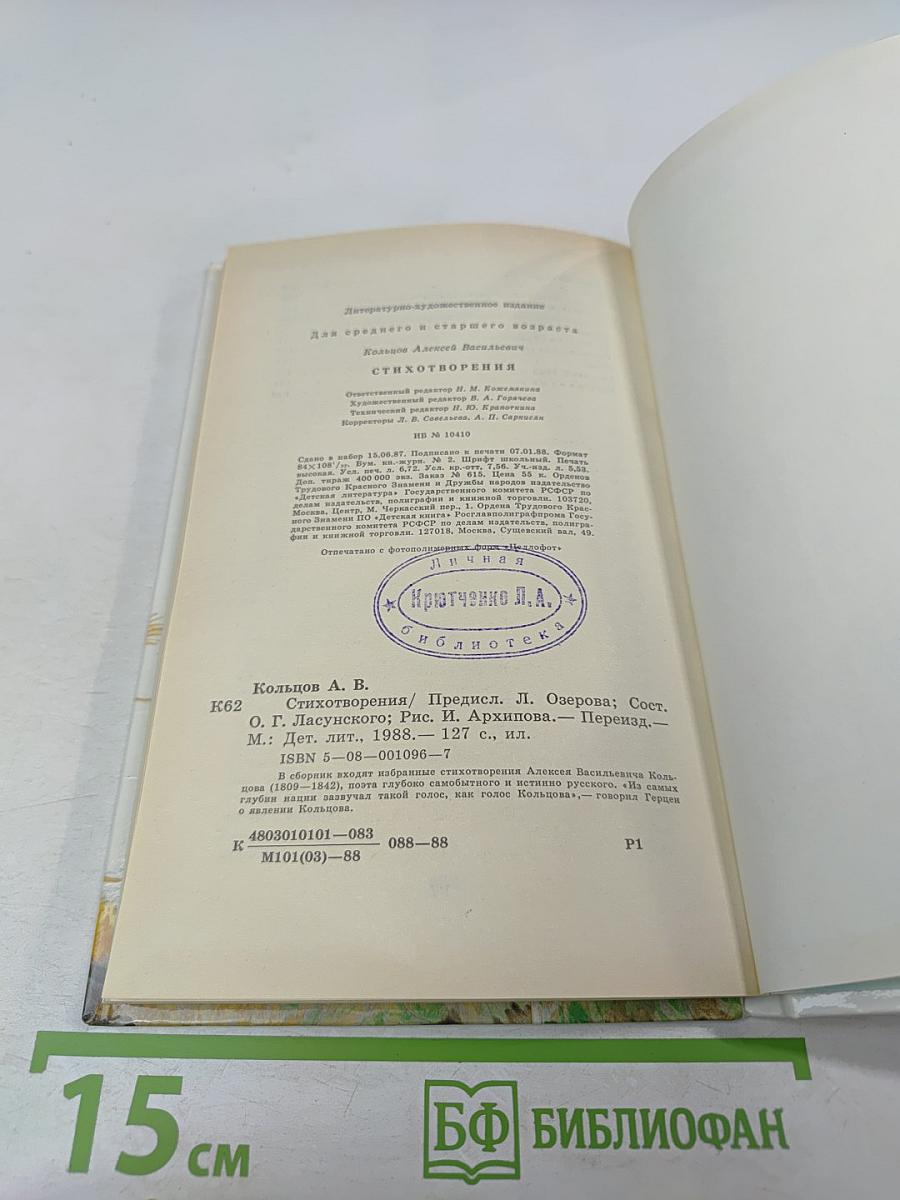 Литературно-художественное издание
Для среднего и старшего возраста
Кольцов Алексей Васильевич
СТИХОТВОРЕНИЯ
Ответственный редактор Н. М. Кожемякина
Художественный редактор В. А. Горячева
Технический редактор Н. Ю. Крапоткина
Корректоры Л. В. Савельева, А. П. Саркисян
ИБ № 10410
Сдано в набор 15.06.87. Подписано к печати 07.01.88. Формат
84×108¹/₃₂. Бум. кн.-журн. № 2. Шрифт школьный. Печать
высокая. Усл. печ. л. 6,72. Усл. кр.-отт. 7,56. Уч.-изд. л. 5,53.
Доп. тираж 400 000 экз. Заказ № 615. Цена 55 к. Орденов
Трудового Красного Знамени и Дружбы народов издательство
«Детская литература» Государственного комитета РСФСР по
делам издательств, полиграфии и книжной торговли. 103720,
Москва, Центр, М. Черкасский пер., 1. Ордена Трудового Крас-
ного Знамени ПО «Детская книга» Росглавполиграфпрома Госу-
дарственного комитета РСФСР по делам издательств, полигра-
фии и книжной торговли. 127018, Москва, Сущевский вал, 49.
Отпечатано с фотополимерных форм «Целлофот»
Личная
Крютченко Л.А.
библиотека
Кольцов А. В.
К62 Стихотворения/ Предисл. Л. Озерова; Сост.
О. Г. Ласунского; Рис. И. Архипова.— Переизд.—
М.: Дет. лит., 1988.— 127 с., ил.
ISBN 5—08—001096—7
В сборник входят избранные стихотворения Алексея Васильевича Коль-
цова (1809—1842), поэта глубоко самобытного и истинно русского. «Из самых
глубин нации зазвучал такой голос, как голос Кольцова»,— говорил Герцен
о явлении Кольцова.
К 4803010101—083 088—88 Р1
М101(03)—88
15 см
БФ БИБЛИОФАН